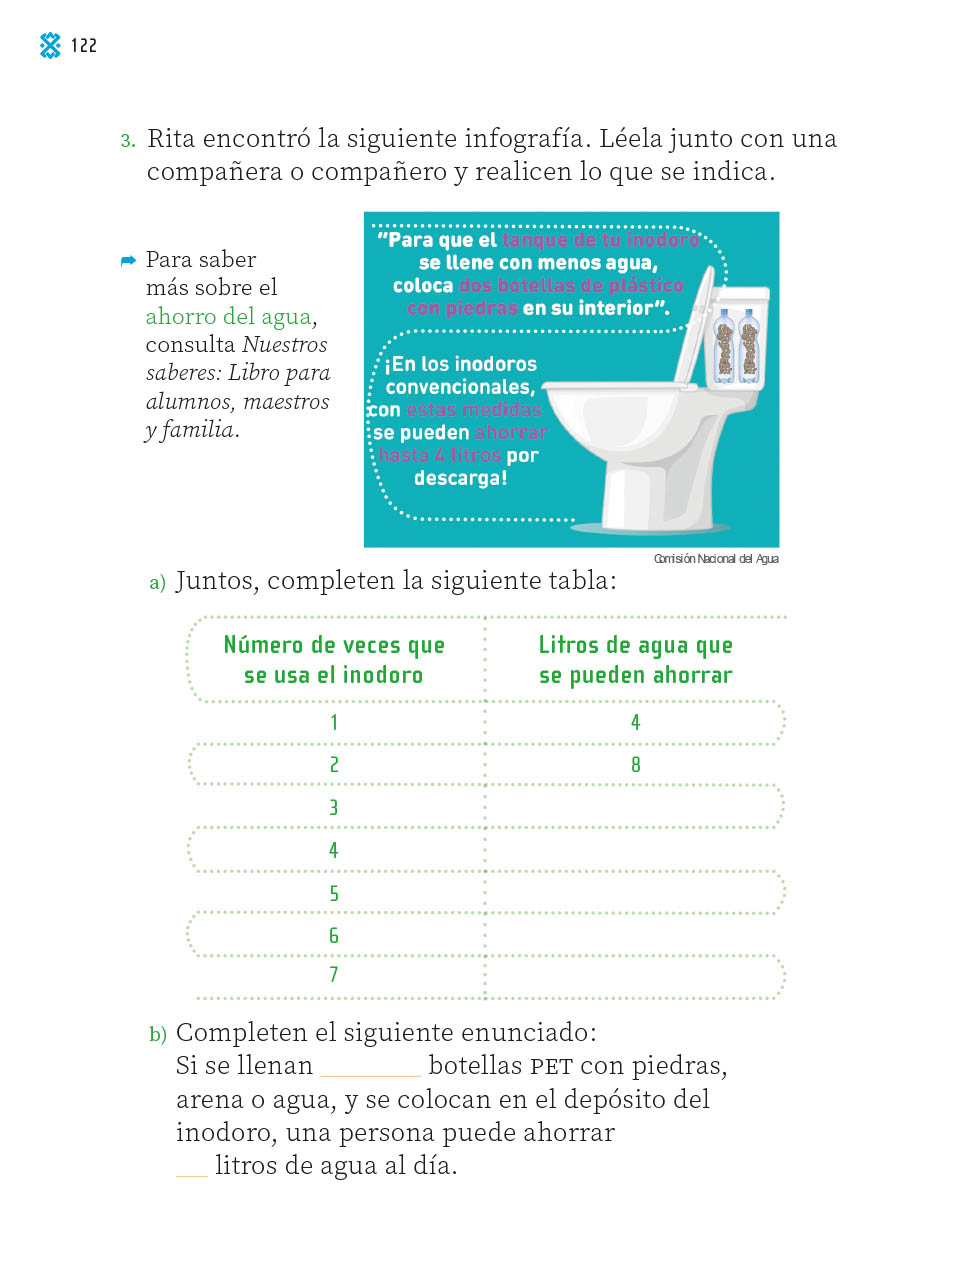 122
3. Rita encontró la siguiente infografía. Léela junto con una
compañera o compañero y realicen lo que se indica.
Para saber
más sobre el
ahorro del agua,
consulta Nuestros
saberes: Libro para
alumnos, maestros
y familia.
"Para que el tanque de tu inodoro
se llene con menos agua,
coloca dos botellas de plástico
con piedras en su interior".
¡En los inodoros
convencionales,
con estas medidas
se pueden ahorrar
hasta 4 litros por
descarga!
Comisión Nacional del Agua
a) Juntos, completen la siguiente tabla:
Número de veces que
se usa el inodoro
Litros de agua que
se pueden ahorrar
1 4
2 8
3
4
5
6
7
b) Completen el siguiente enunciado:
Si se llenan ________ botellas PET con piedras,
arena o agua, y se colocan en el depósito del
inodoro, una persona puede ahorrar
___ litros de agua al día.